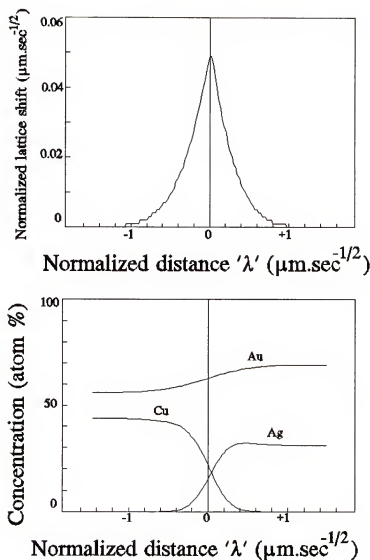 Normalized lattice shift (µm.sec^-1/2)
0.06
0.04
0.02
0
-1 0 +1
Normalized distance 'λ' (µm.sec^-1/2)
Concentration (atom %)
100
50
0
Au
Cu
Ag
-1 0 +1
Normalized distance 'λ' (µm.sec^-1/2)